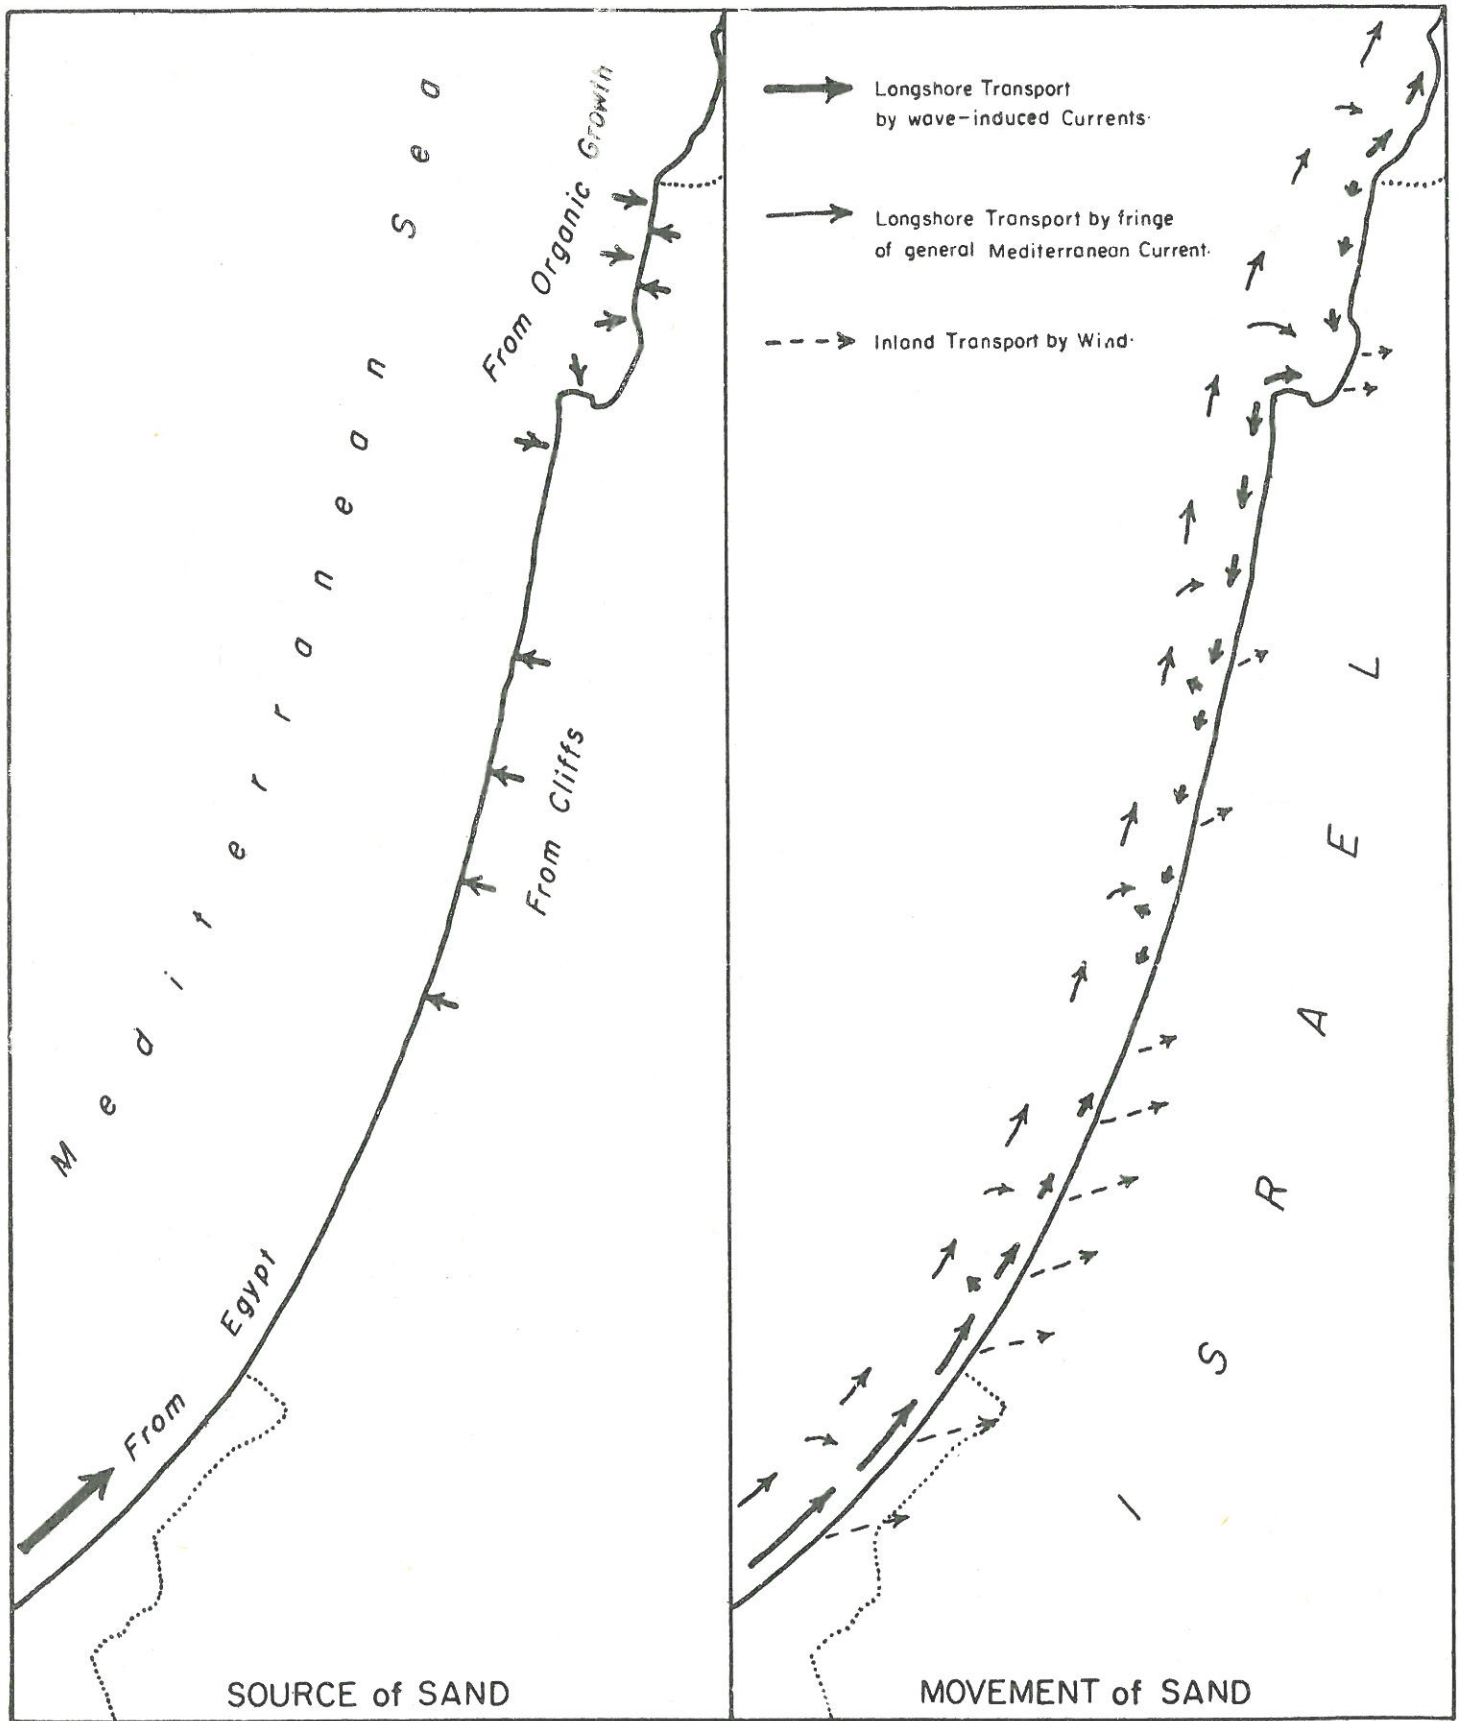 Mediterranean Sea
From Organic Growth
From Cliffs
From Egypt
SOURCE of SAND
Longshore Transport
by wave-induced Currents.
Longshore Transport by fringe
of general Mediterranean Current.
Inland Transport by Wind.
ISRAEL
MOVEMENT of SAND